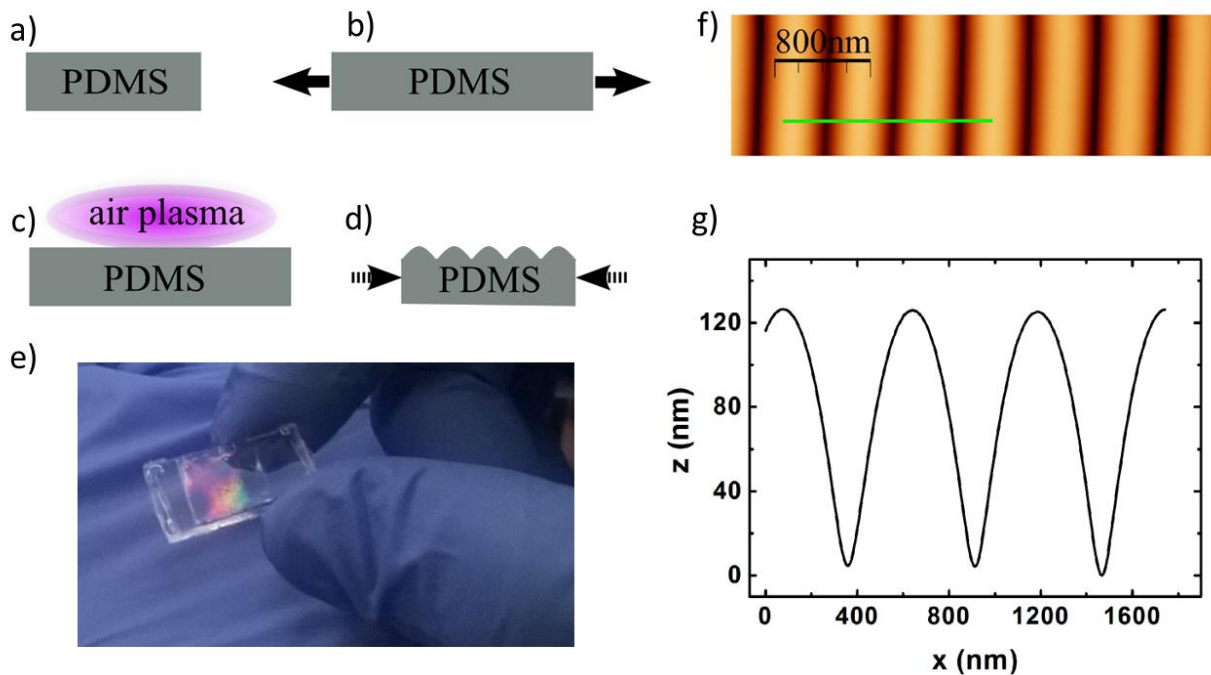 a)
PDMS
b)
PDMS
c)
air plasma
PDMS
d)
PDMS
e)
f)
800nm
g)
z (nm)
120
80
40
0
0 400 800 1200 1600
x (nm)